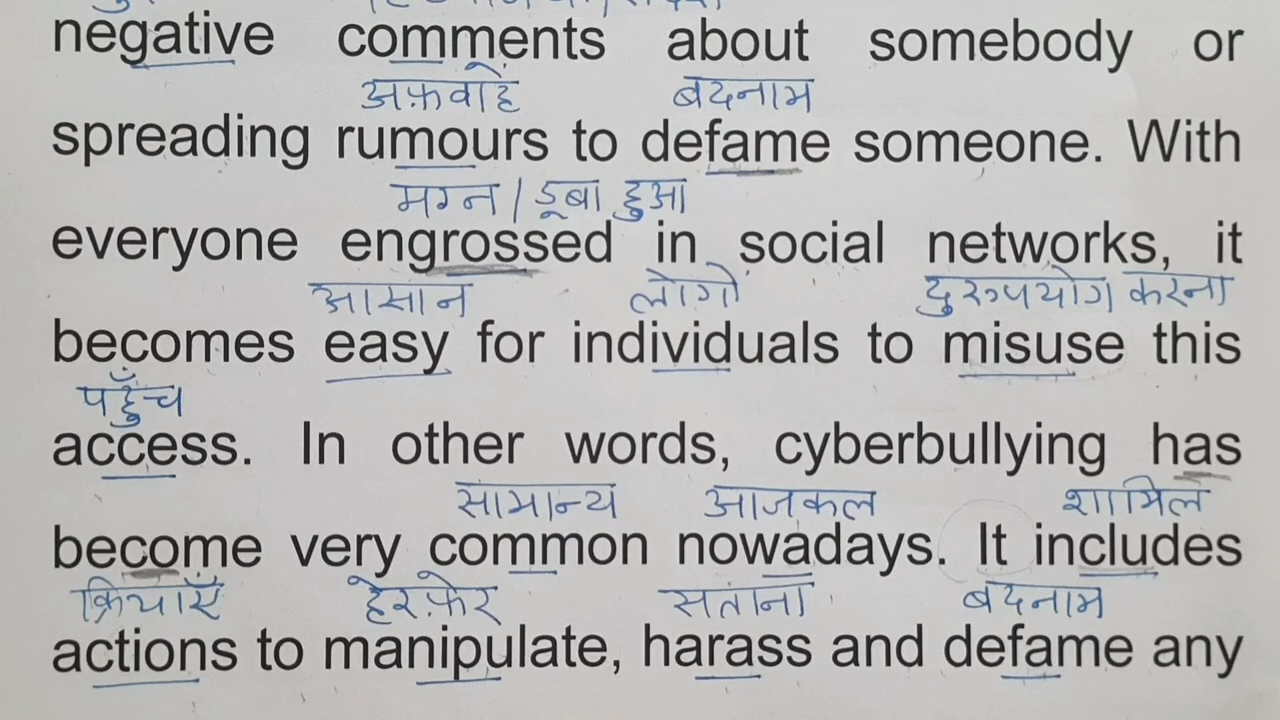 negative comments about somebody or
अफ़वाहें बदनाम
spreading rumours to defame someone. With
मग्न / डूबा हुआ
everyone engrossed in social networks, it
आसान लोगों दुरुपयोग करना
becomes easy for individuals to misuse this
पहुँच
access. In other words, cyberbullying has
सामान्य आजकल शामिल
become very common nowadays. It includes
क्रियाएँ हेरफ़ेर सताना बदनाम
actions to manipulate, harass and defame any